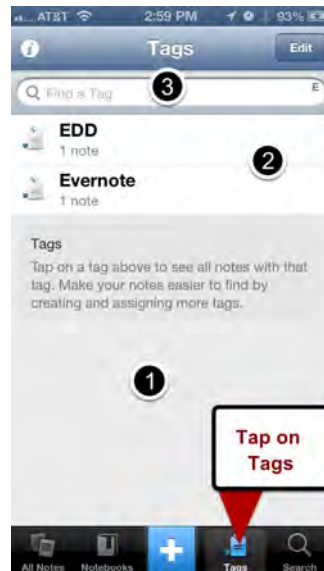 AT&T 2:59 PM 93%
Tags Edit
Find a Tag 3 E
EDD
1 note
2
Evernote
1 note
Tags
Tap on a tag above to see all notes with that
tag. Make your notes easier to find by
creating and assigning more tags.
1
Tap on
Tags
All Notes Notebooks Tags Search